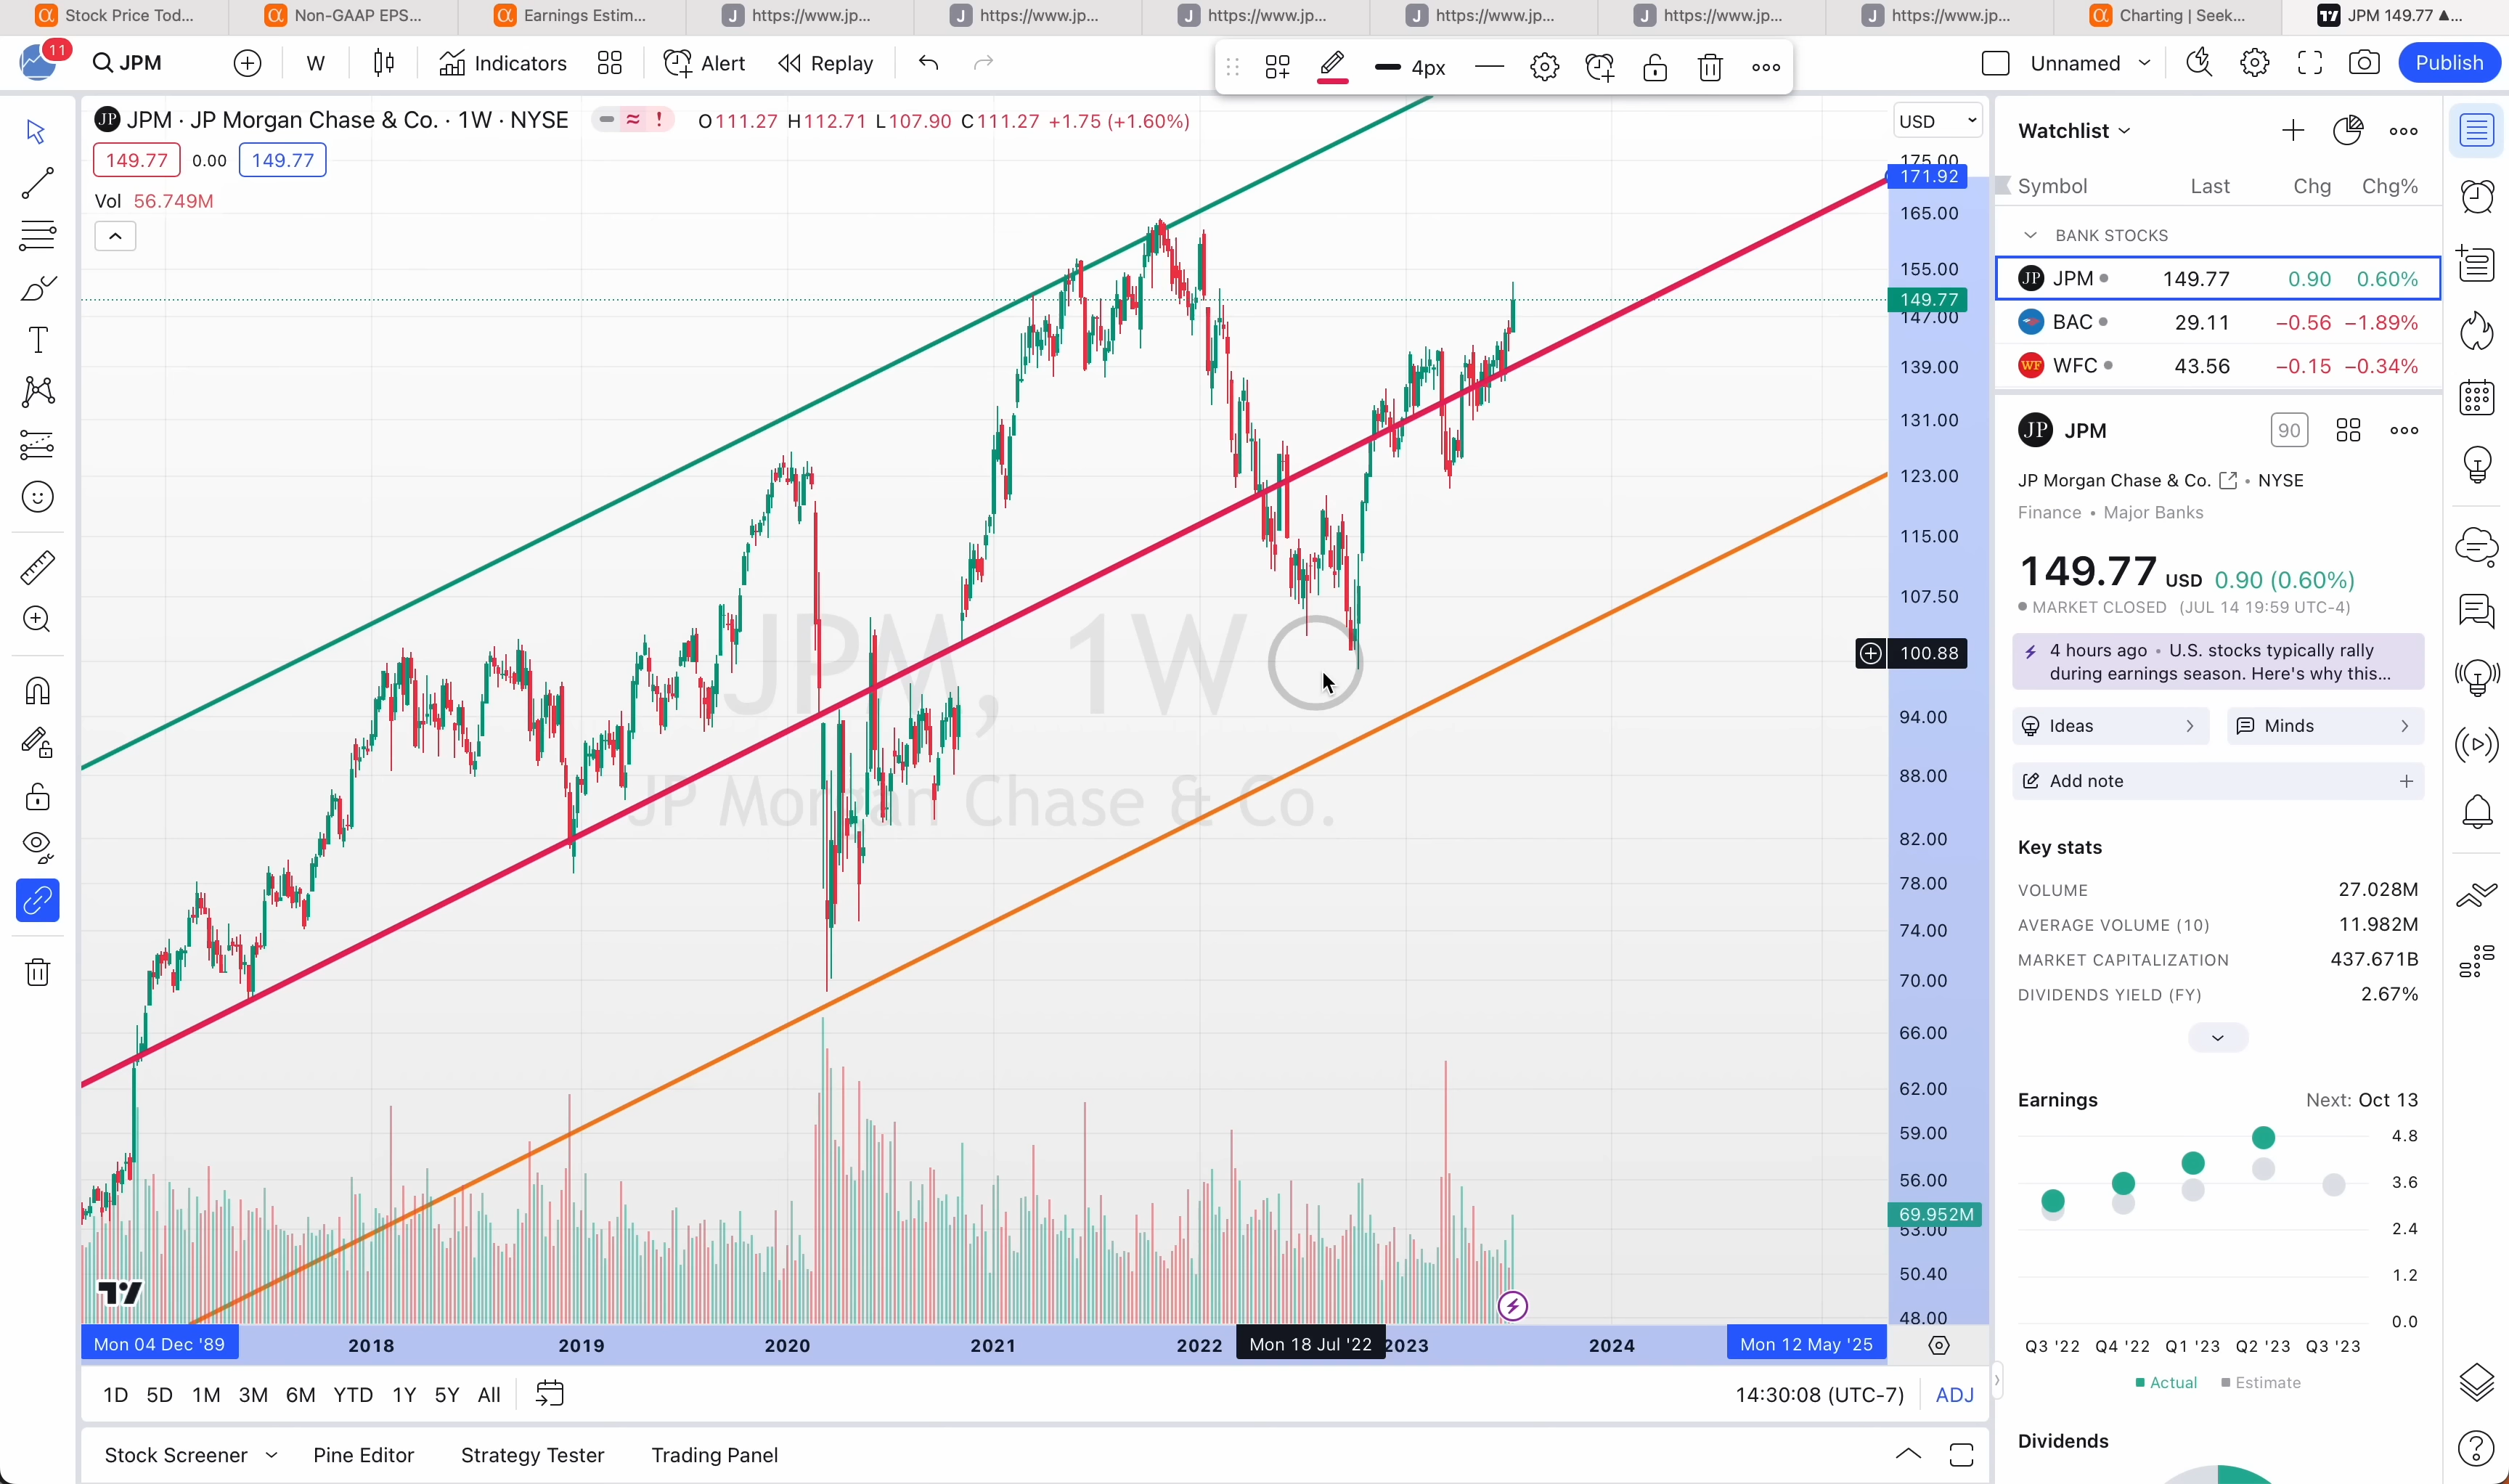 Stock Price Tod...
Non-GAAP EPS...
Earnings Estim...
https://www.jp...
https://www.jp...
https://www.jp...
https://www.jp...
https://www.jp...
https://www.jp...
Charting | Seek...
JPM 149.77 ▲...
11
JPM
W
Indicators
Alert
Replay
4px
Unnamed
Publish
JPM · JP Morgan Chase & Co. · 1W · NYSE
O111.27 H112.71 L107.90 C111.27 +1.75 (+1.60%)
149.77 0.00 149.77
Vol 56.749M
USD
175.00
171.92
165.00
155.00
149.77
147.00
139.00
131.00
123.00
115.00
107.50
100.88
94.00
88.00
82.00
78.00
74.00
70.00
66.00
62.00
59.00
56.00
69.952M
53.00
50.40
48.00
JPM, 1W
JP Morgan Chase & Co.
Mon 04 Dec '89
2018
2019
2020
2021
2022
Mon 18 Jul '22
2023
2024
Mon 12 May '25
1D 5D 1M 3M 6M YTD 1Y 5Y All
14:30:08 (UTC-7)
ADJ
Stock Screener
Pine Editor
Strategy Tester
Trading Panel
Watchlist
Symbol Last Chg Chg%
BANK STOCKS
JPM 149.77 0.90 0.60%
BAC 29.11 −0.56 −1.89%
WF WFC 43.56 −0.15 −0.34%
JP JPM
90
JP Morgan Chase & Co. • NYSE
Finance • Major Banks
149.77 USD 0.90 (0.60%)
MARKET CLOSED (JUL 14 19:59 UTC-4)
4 hours ago • U.S. stocks typically rally
during earnings season. Here's why this...
Ideas
Minds
Add note
Key stats
VOLUME 27.028M
AVERAGE VOLUME (10) 11.982M
MARKET CAPITALIZATION 437.671B
DIVIDENDS YIELD (FY) 2.67%
Earnings
Next: Oct 13
4.8
3.6
2.4
1.2
0.0
Q3 '22 Q4 '22 Q1 '23 Q2 '23 Q3 '23
Actual Estimate
Dividends